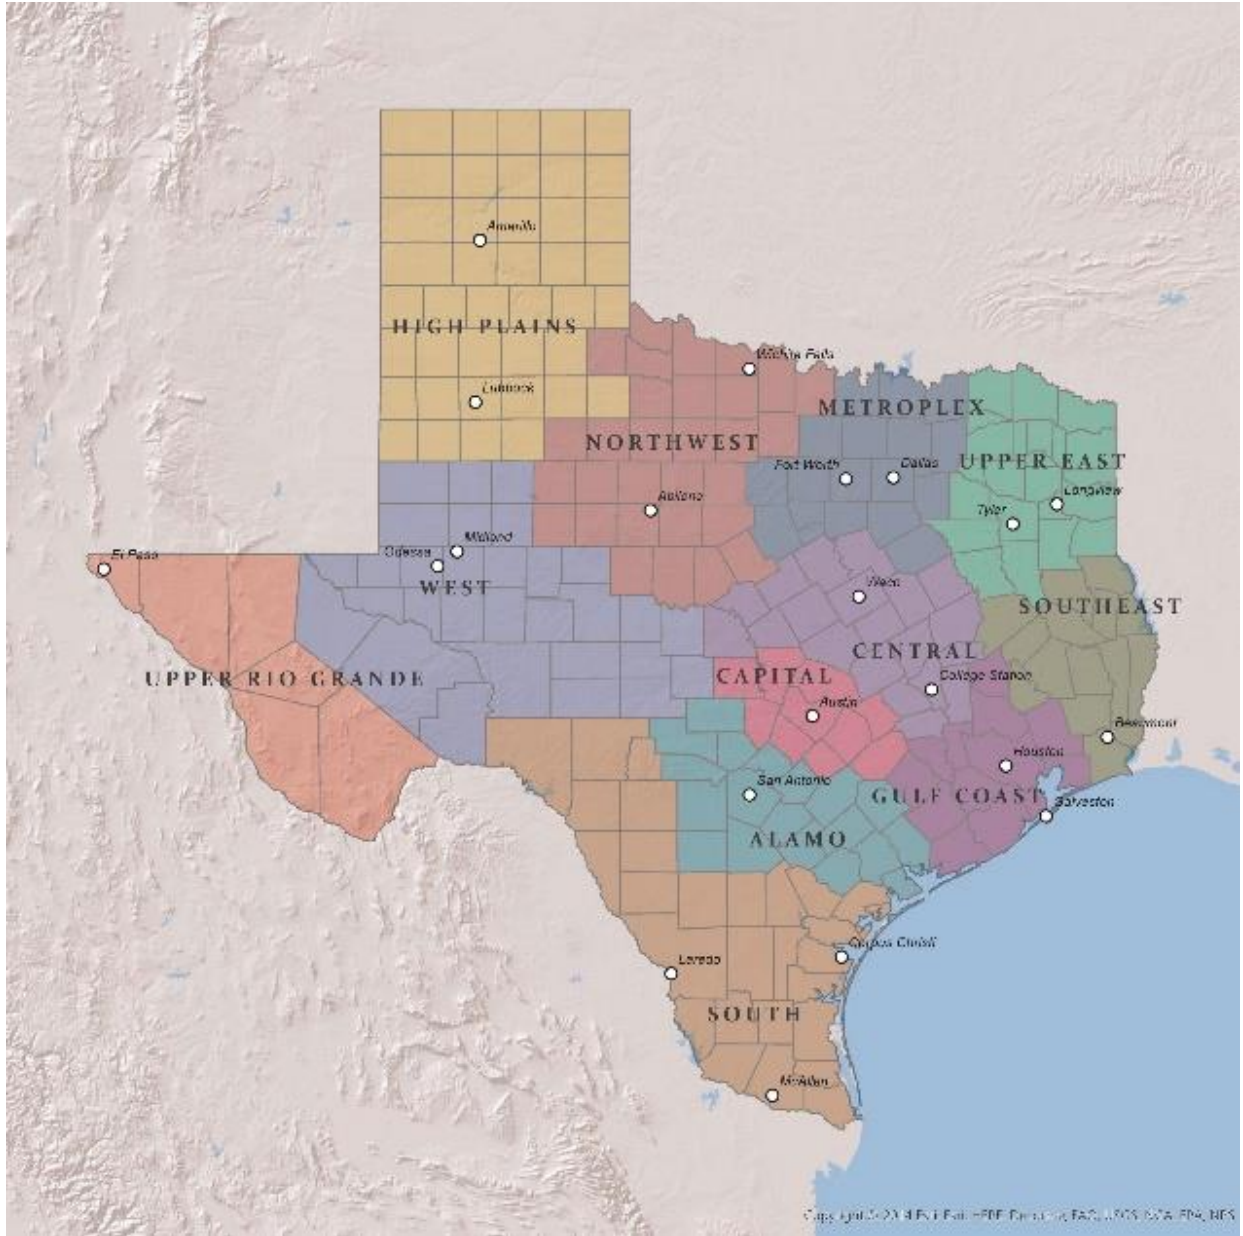 Amarillo
HIGH PLAINS
Wichita Falls
Lubbock
METROPLEX
NORTHWEST
UPPER EAST
Fort Worth
Dallas
Longview
Abilene
Tyler
Midland
Odessa
El Paso
WEST
Waco
SOUTHEAST
CENTRAL
UPPER RIO GRANDE
CAPITAL
College Station
Austin
Beaumont
Houston
San Antonio
GULF COAST
Galveston
ALAMO
Corpus Christi
Laredo
SOUTH
McAllen